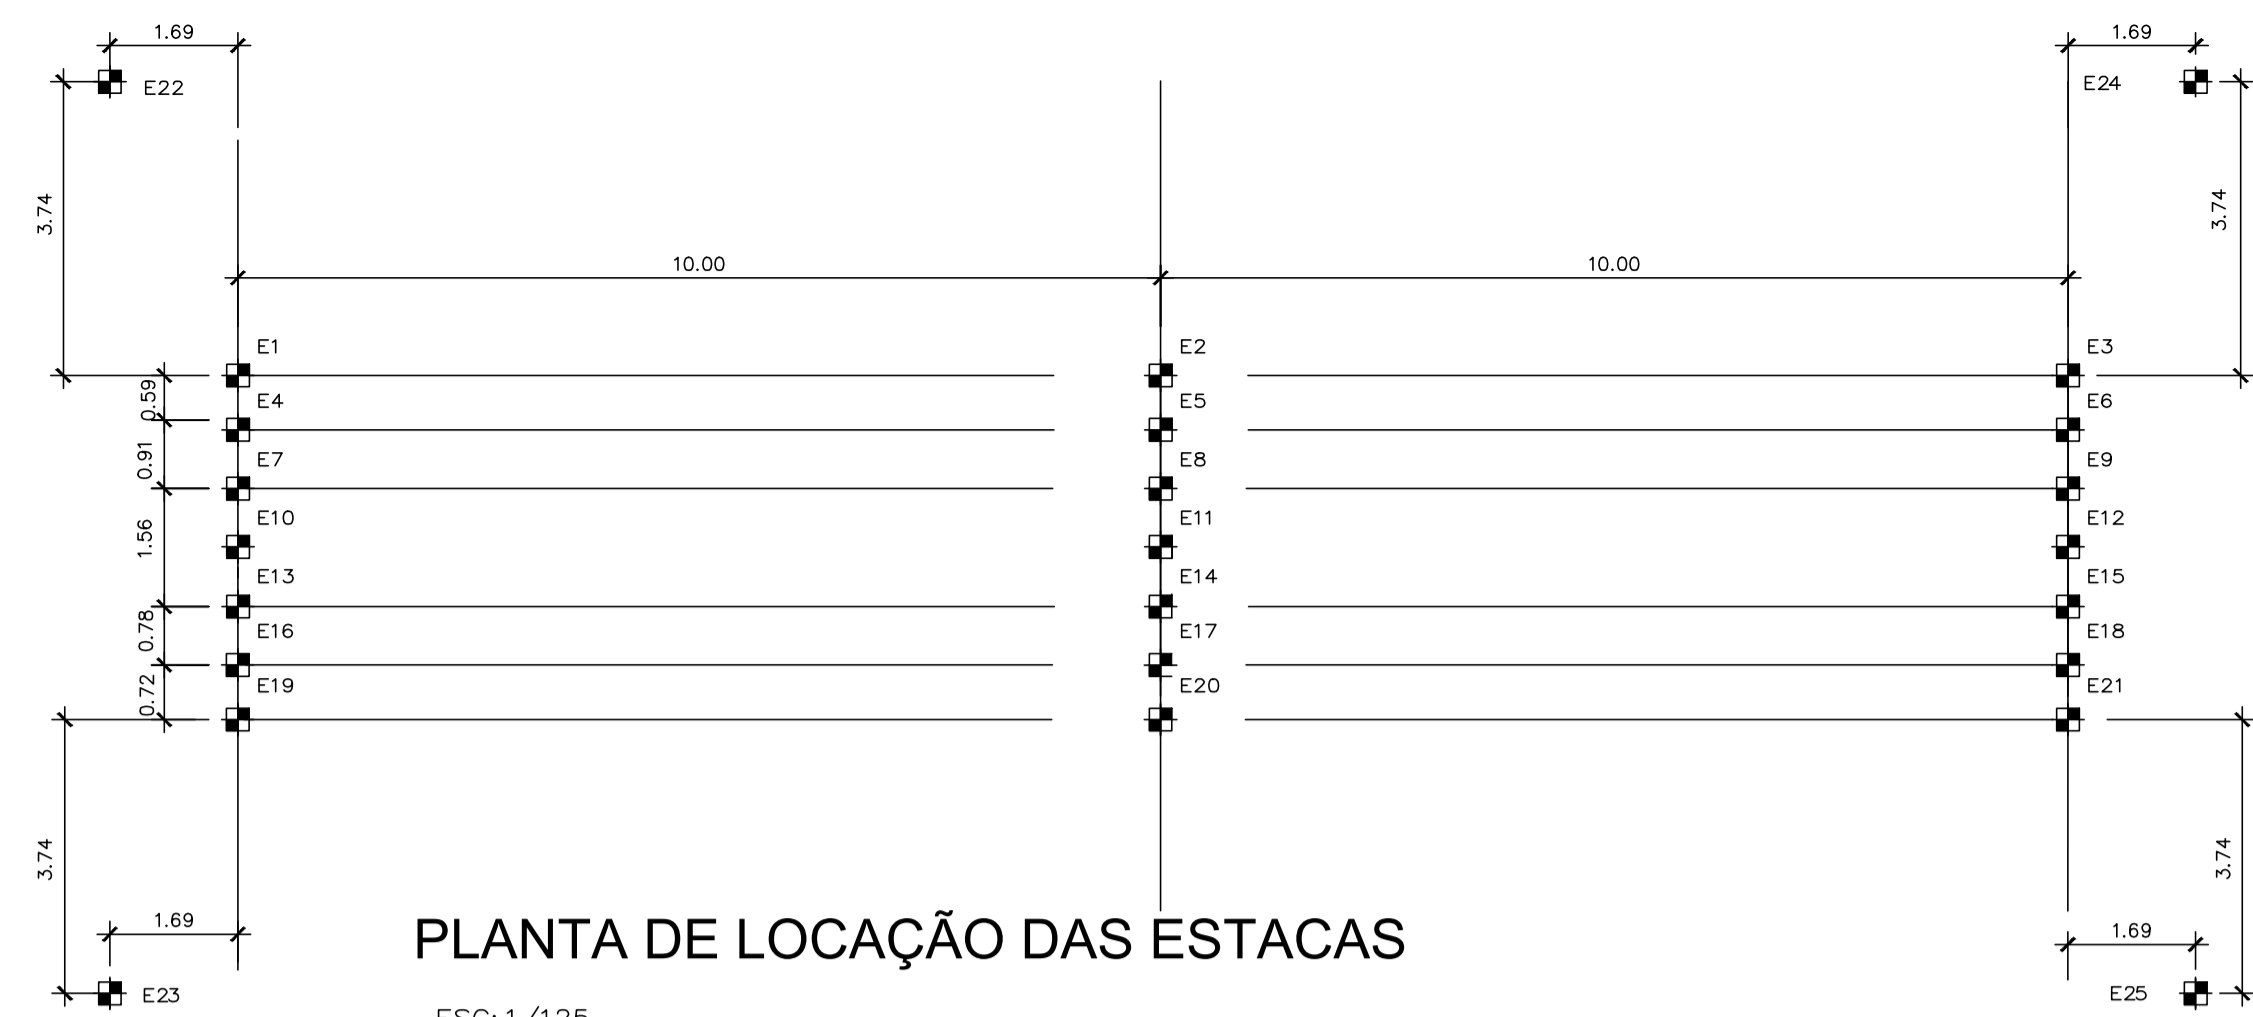 1.69
1.69
E22
E24
3.74
3.74
10.00
10.00
E1
E2
E3
0.59
E4
E5
E6
0.91
E7
E8
E9
1.56
E10
E11
E12
E13
E14
E15
0.78
E16
E17
E18
0.72
E19
E20
E21
3.74
3.74
1.69
1.69
PLANTA DE LOCAÇÃO DAS ESTACAS
E23
E25
ESC: 1/125